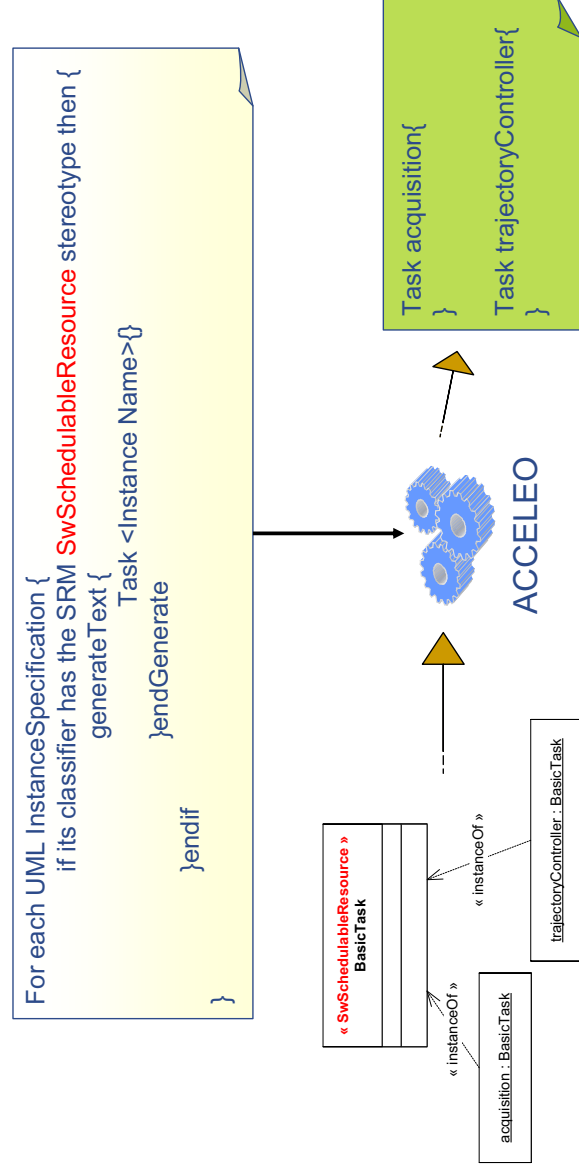 For each UML InstanceSpecification {
if its classifier has the SRM SwSchedulableResource stereotype then {
generateText {
Task <Instance Name>{}
}endGenerate
}endif
}
« SwSchedulableResource »
BasicTask
« instanceOf »
« instanceOf »
acquisition : BasicTask
trajectoryController : BasicTask
ACCELEO
Task acquisition{
}
Task trajectoryController{
}